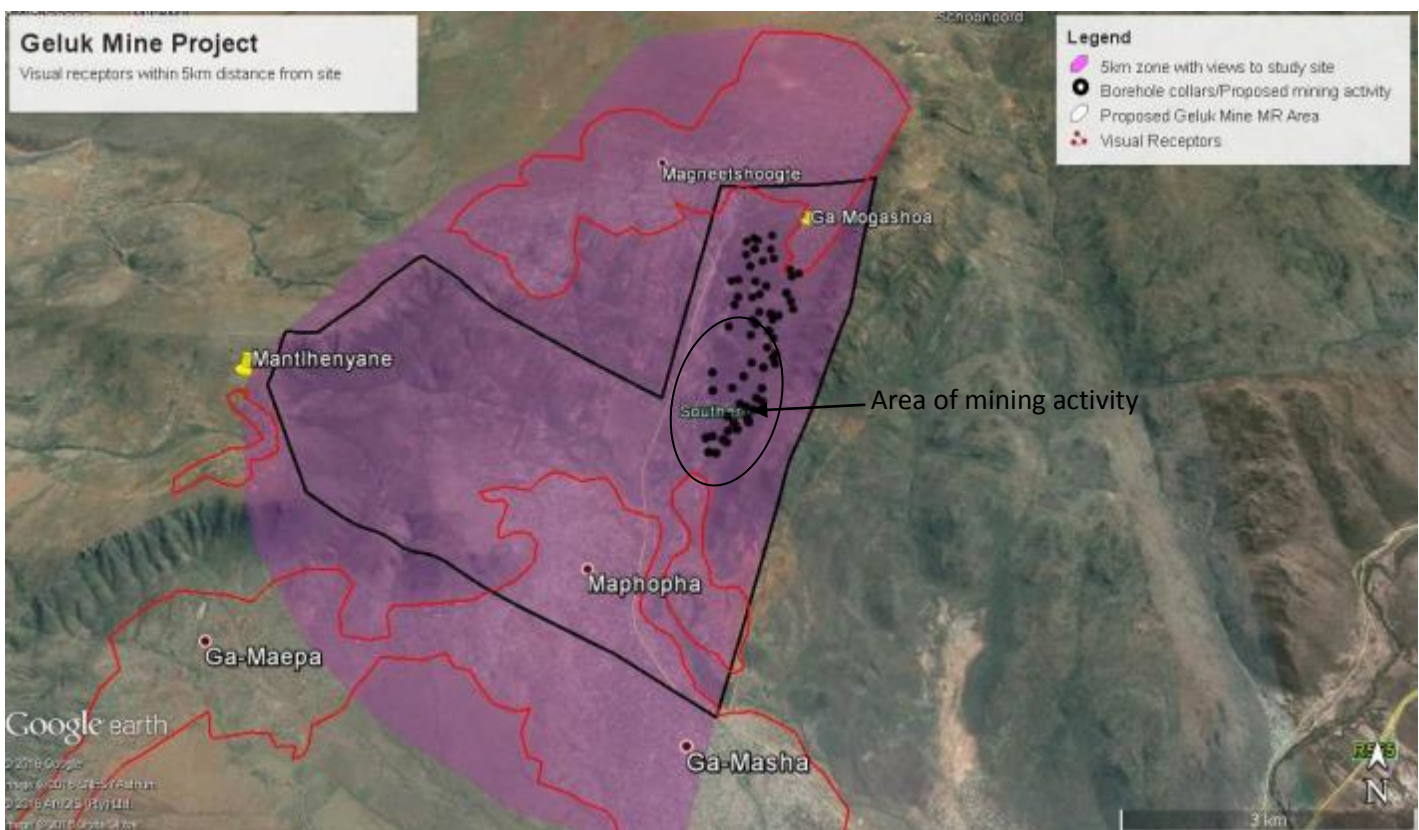 Geluk Mine Project
Visual receptors within 5km distance from site
Schoonoord
Legend
5km zone with views to study site
Borehole collars/Proposed mining activity
Proposed Geluk Mine MR Area
Visual Receptors
Magneetshoogte
Ga Mogashoa
Mantlhenyane
Area of mining activity
Maphopha
Ga-Maepa
Ga-Masha
Google earth
N
3 km